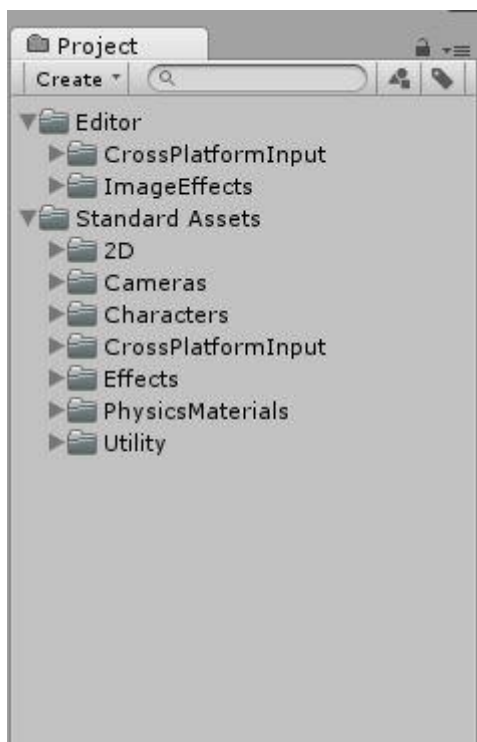 Project
Create
Editor
CrossPlatformInput
ImageEffects
Standard Assets
2D
Cameras
Characters
CrossPlatformInput
Effects
PhysicsMaterials
Utility